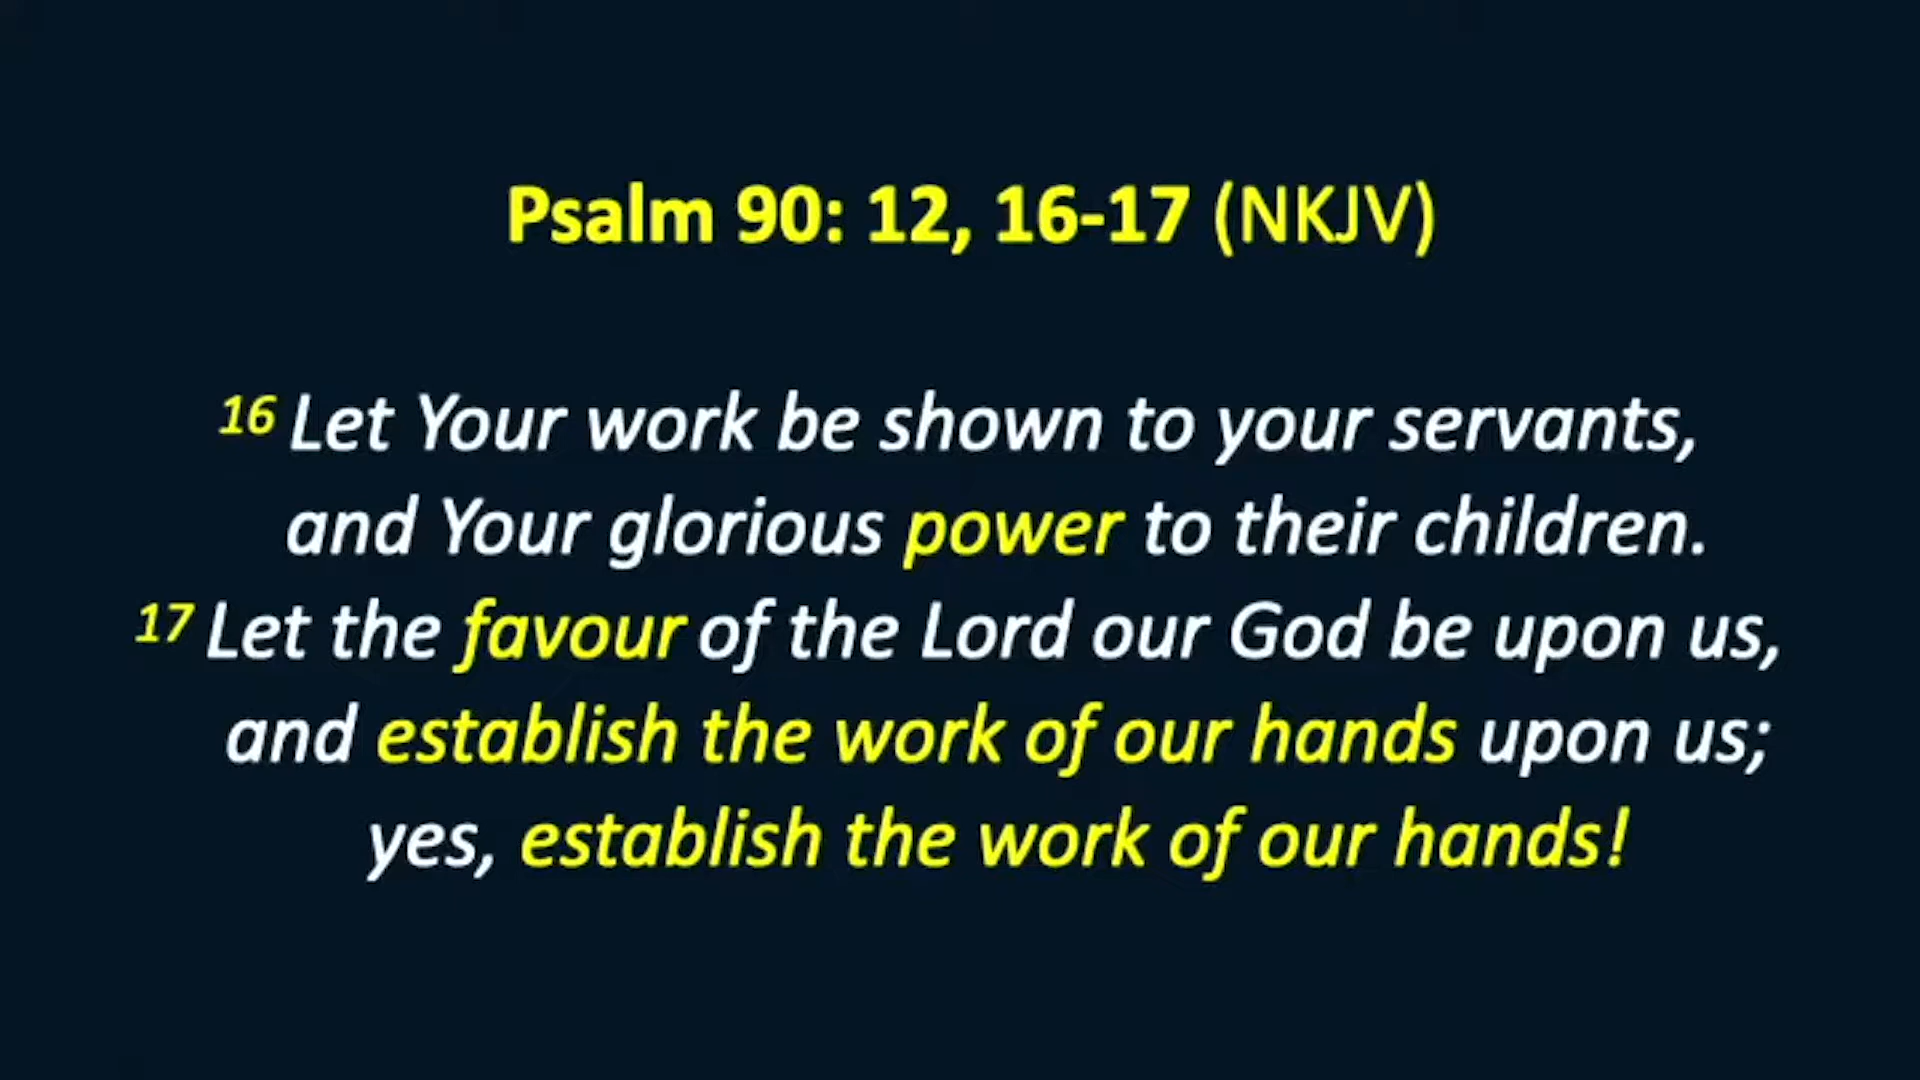 Psalm 90: 12, 16-17 (NKJV)
16 Let Your work be shown to your servants,
and Your glorious power to their children.
17 Let the favour of the Lord our God be upon us,
and establish the work of our hands upon us;
yes, establish the work of our hands!